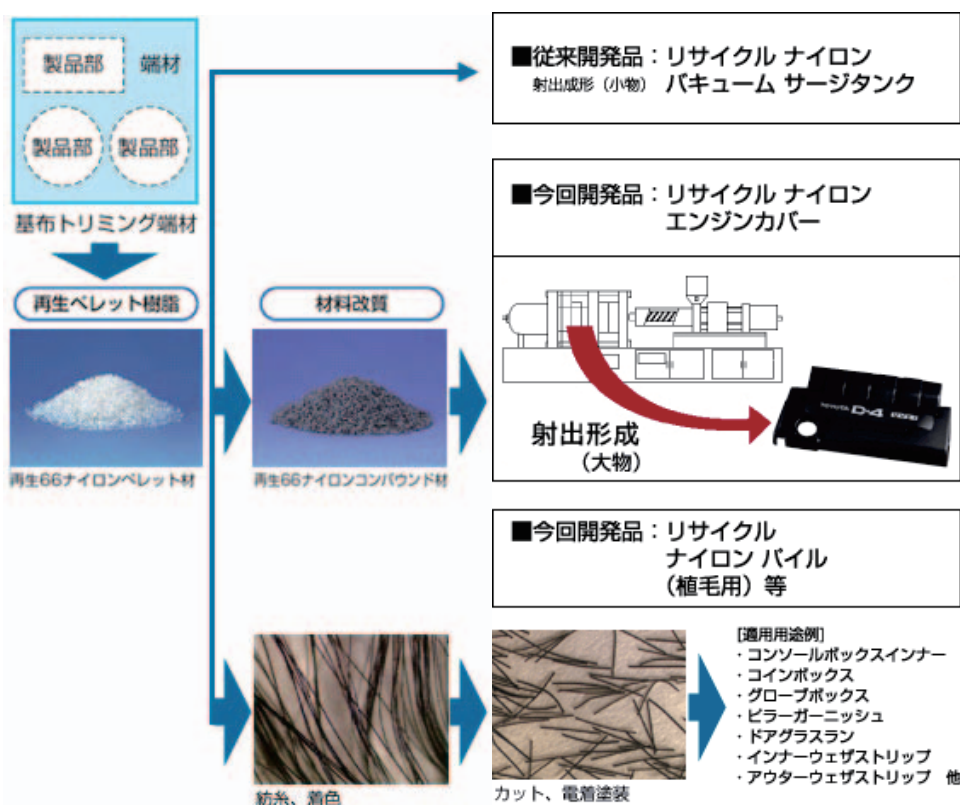 製品部 端材
製品部 製品部
基布トリミング端材
再生ペレット樹脂
再生66ナイロンペレット材
材料改質
再生66ナイロンコンパウンド材
■従来開発品:リサイクル ナイロン
射出成形(小物) バキューム サージタンク
■今回開発品:リサイクル ナイロン
エンジンカバー
射出形成
(大物)
TOYOTA D-4
■今回開発品:リサイクル
ナイロン パイル
(植毛用)等
紡糸、着色
カット、電着塗装
[適用用途例]
・コンソールボックスインナー
・コインボックス
・グローブボックス
・ピラーガーニッシュ
・ドアグラスラン
・インナーウェザストリップ
・アウターウェザストリップ 他